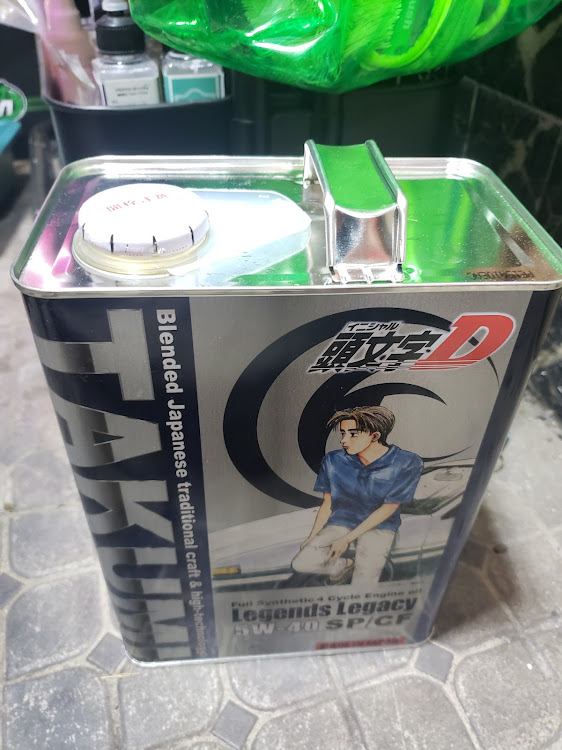 TAKUMI
Blended Japanese traditional craft & high-technology
イニシャル
頭文字D
Full Synthetic 4 Cycle Engine oil
Legends Legacy
5W-40 SP/CF